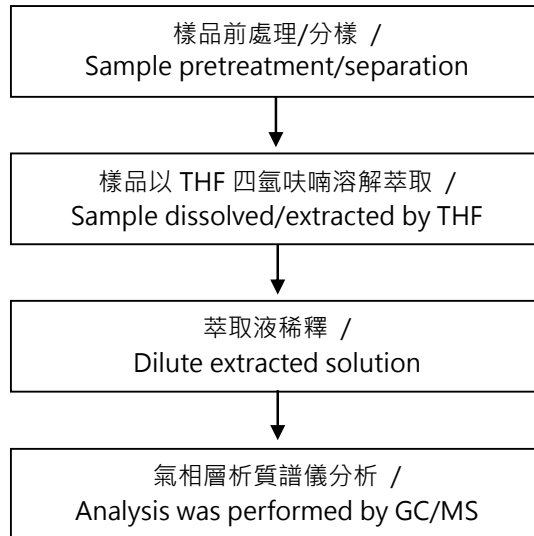 樣品前處理/分樣 /
Sample pretreatment/separation
樣品以 THF 四氫呋喃溶解萃取 /
Sample dissolved/extracted by THF
萃取液稀釋 /
Dilute extracted solution
氣相層析質譜儀分析 /
Analysis was performed by GC/MS